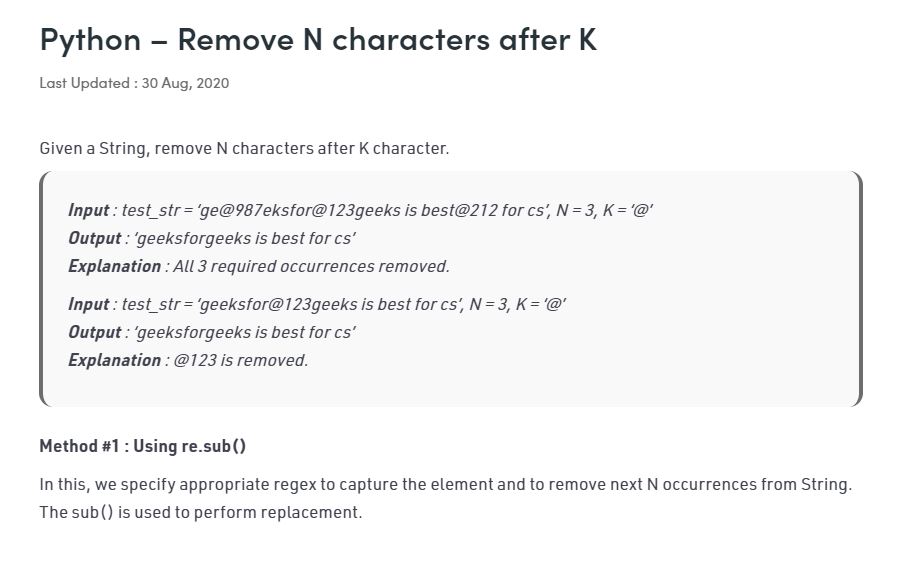 Python – Remove N characters after K
Last Updated : 30 Aug, 2020
Given a String, remove N characters after K character.
Input : test_str = ‘ge@987eksfor@123geeks is best@212 for cs’, N = 3, K = ‘@’
Output : ‘geeksforgeeks is best for cs’
Explanation : All 3 required occurrences removed.
Input : test_str = ‘geeksfor@123geeks is best for cs’, N = 3, K = ‘@’
Output : ‘geeksforgeeks is best for cs’
Explanation : @123 is removed.
Method #1 : Using re.sub()
In this, we specify appropriate regex to capture the element and to remove next N occurrences from String.
The sub() is used to perform replacement.